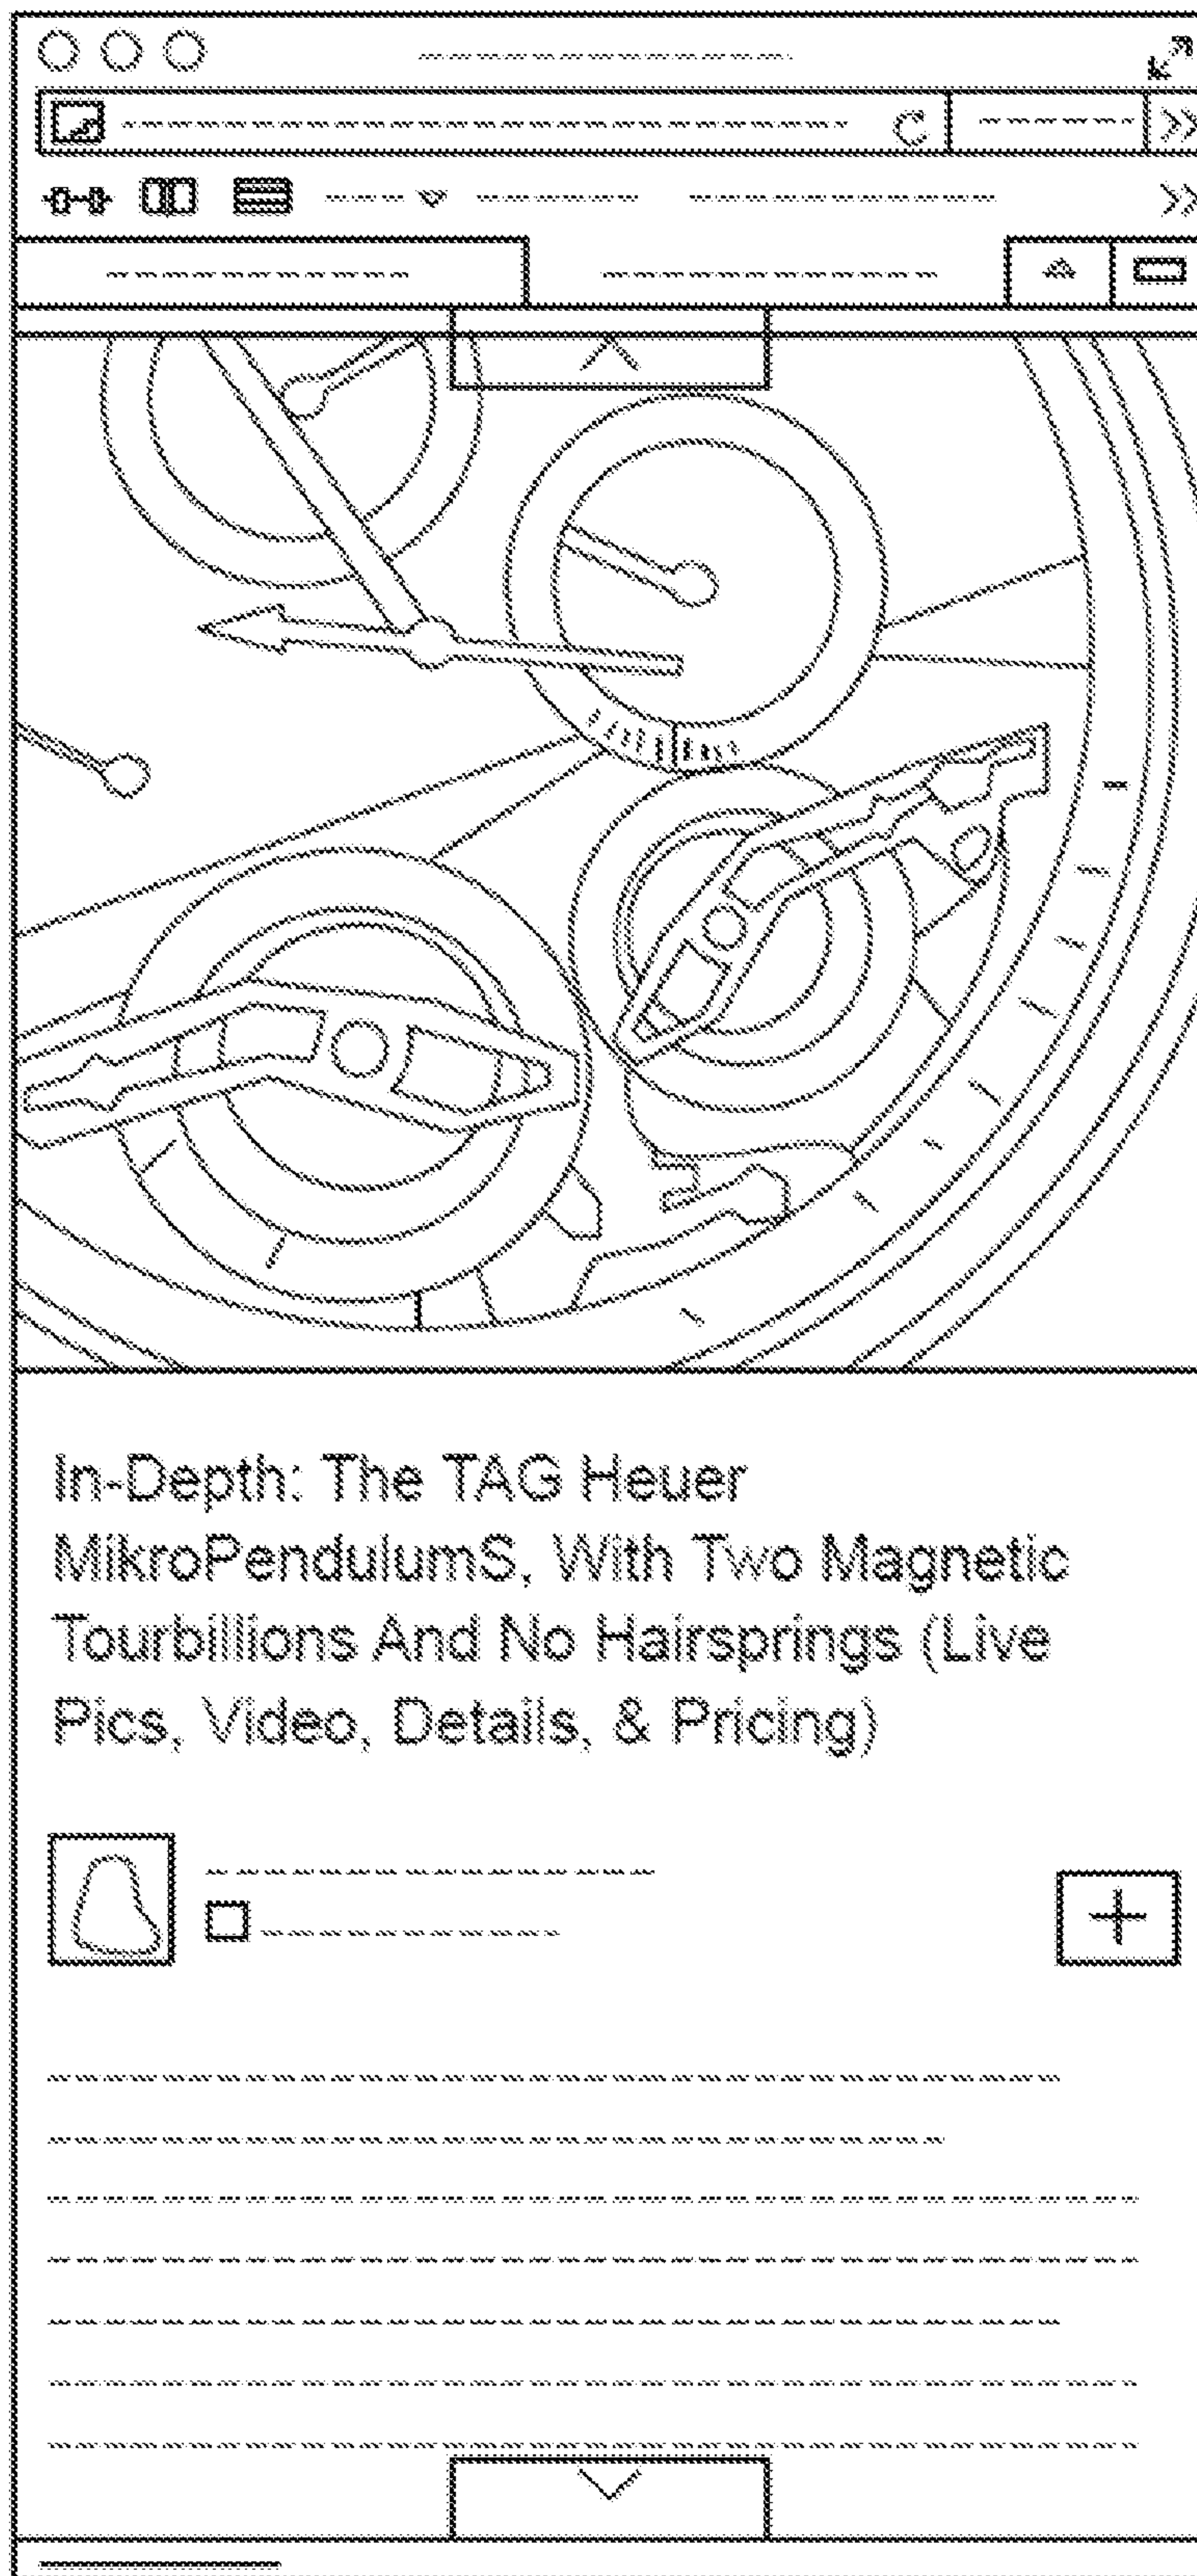 In-Depth: The TAG Heuer
MikroPendulumS, With Two Magnetic
Tourbillions And No Hairsprings (Live
Pics, Video, Details, & Pricing)